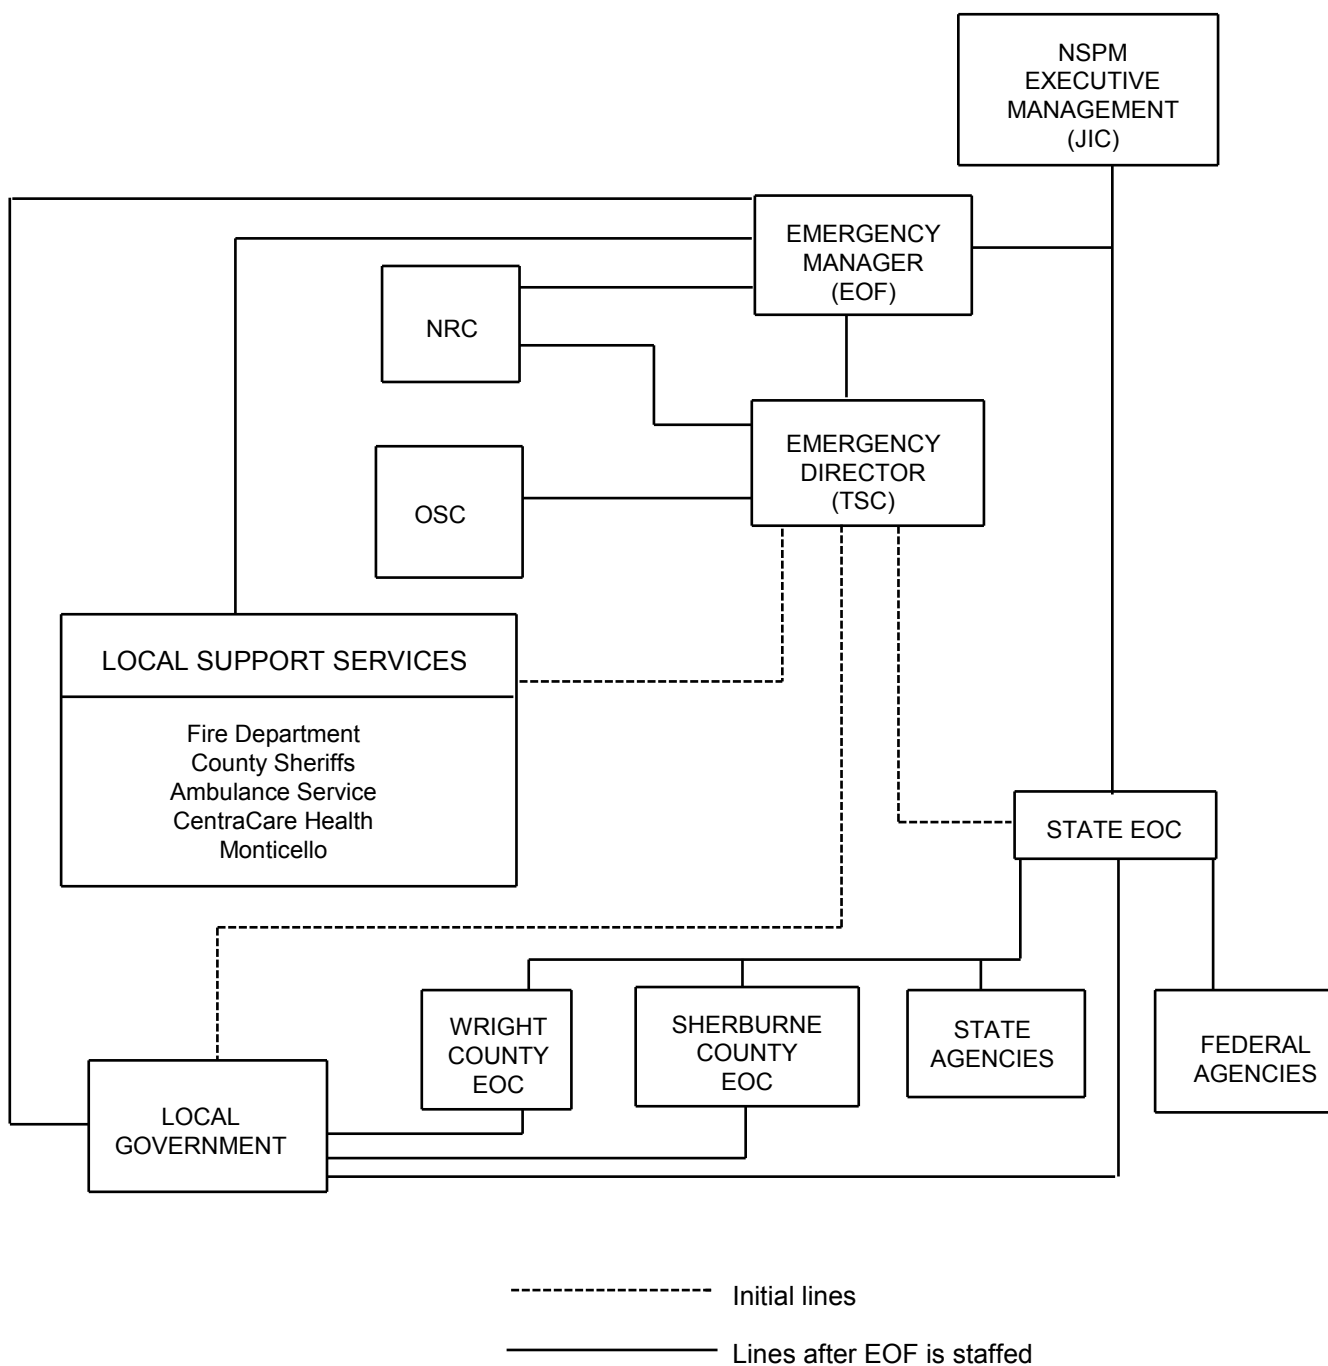 NSPM
EXECUTIVE
MANAGEMENT
(JIC)
EMERGENCY
MANAGER
(EOF)
NRC
EMERGENCY
DIRECTOR
(TSC)
OSC
LOCAL SUPPORT SERVICES
Fire Department
County Sheriffs
Ambulance Service
CentraCare Health
Monticello
STATE EOC
WRIGHT
COUNTY
EOC
SHERBURNE
COUNTY
EOC
STATE
AGENCIES
FEDERAL
AGENCIES
LOCAL
GOVERNMENT
Initial lines
Lines after EOF is staffed